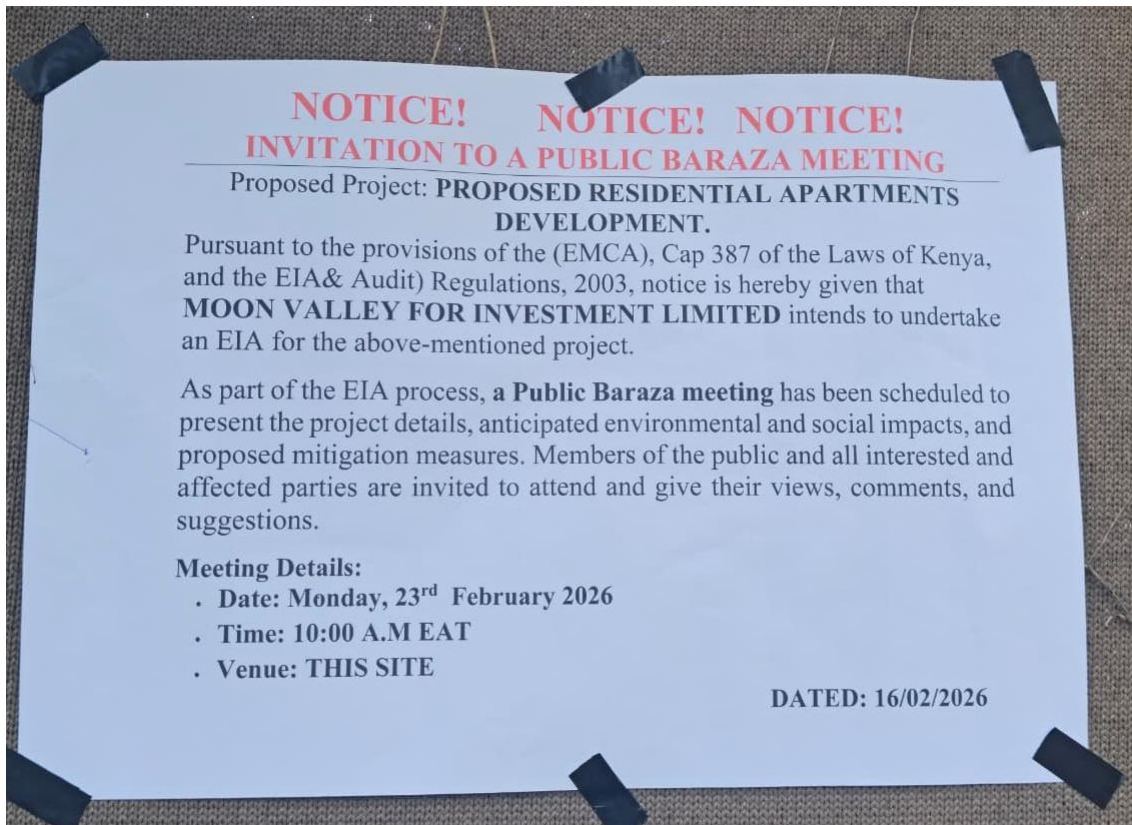 NOTICE! NOTICE! NOTICE!
INVITATION TO A PUBLIC BARAZA MEETING
Proposed Project: PROPOSED RESIDENTIAL APARTMENTS
DEVELOPMENT.
Pursuant to the provisions of the (EMCA), Cap 387 of the Laws of Kenya,
and the EIA& Audit) Regulations, 2003, notice is hereby given that
MOON VALLEY FOR INVESTMENT LIMITED intends to undertake
an EIA for the above-mentioned project.
As part of the EIA process, a Public Baraza meeting has been scheduled to
present the project details, anticipated environmental and social impacts, and
proposed mitigation measures. Members of the public and all interested and
affected parties are invited to attend and give their views, comments, and
suggestions.
Meeting Details:
. Date: Monday, 23rd February 2026
. Time: 10:00 A.M EAT
. Venue: THIS SITE
DATED: 16/02/2026